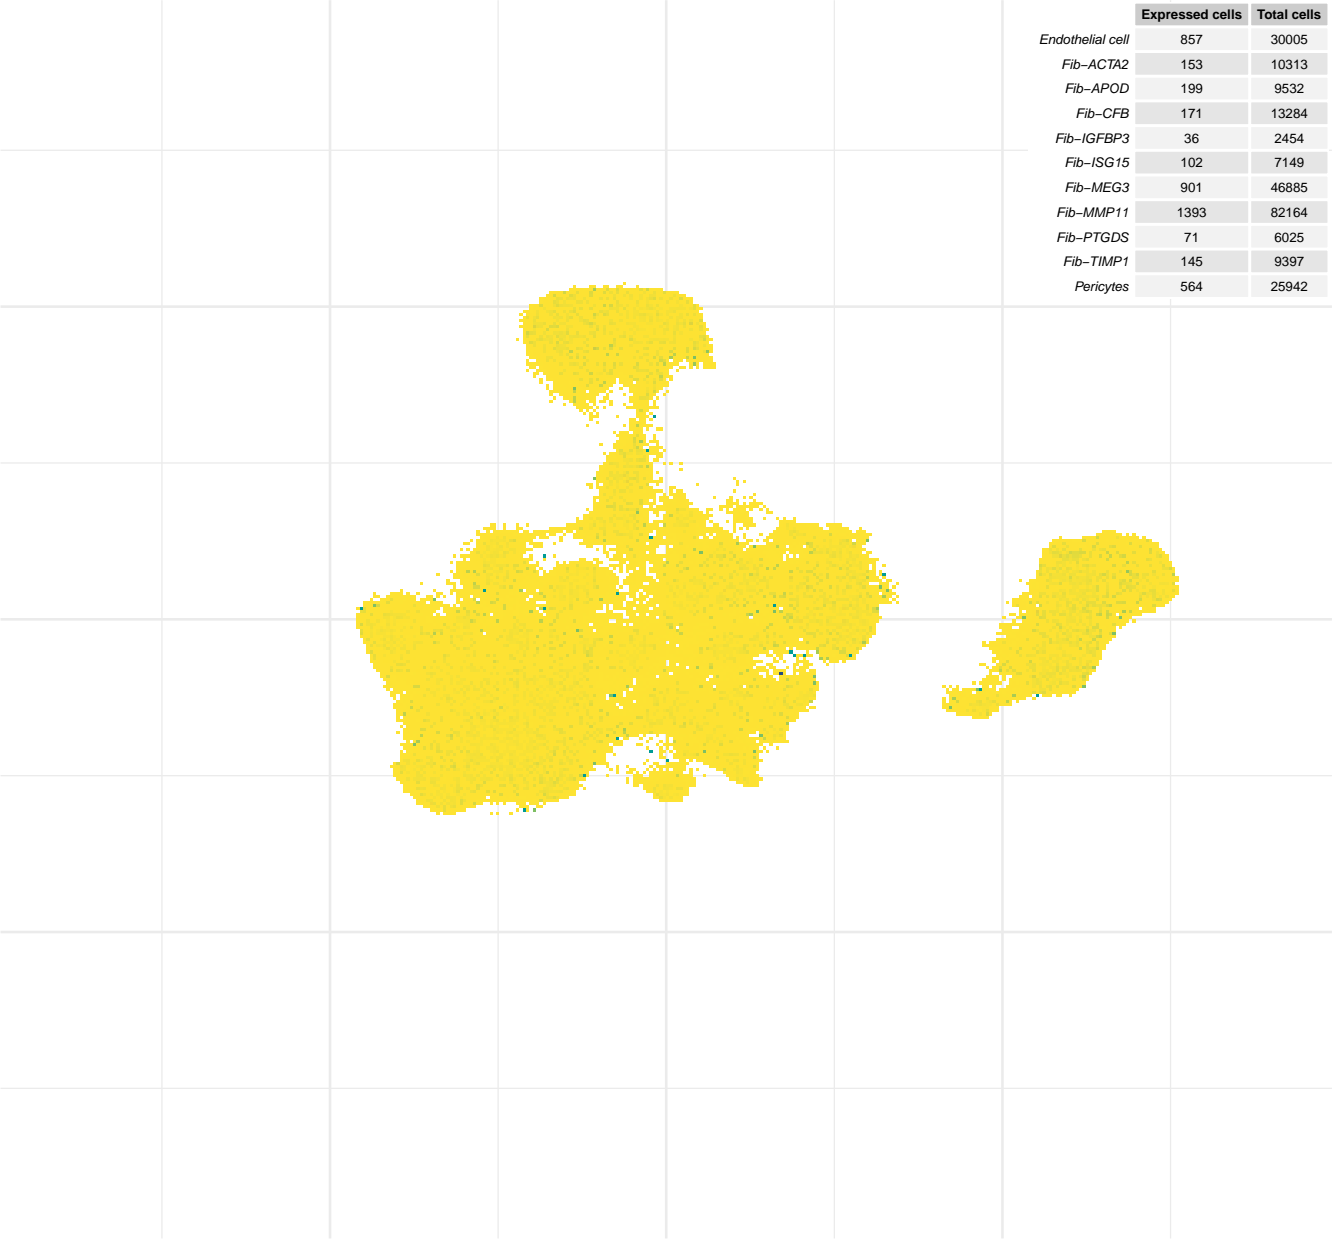 Expressed cells Total cells
Endothelial cell 857 30005
Fib−ACTA2 153 10313
Fib−APOD 199 9532
Fib−CFB 171 13284
Fib−IGFBP3 36 2454
Fib−ISG15 102 7149
Fib−MEG3 901 46885
Fib−MMP11 1393 82164
Fib−PTGDS 71 6025
Fib−TIMP1 145 9397
Pericytes 564 25942